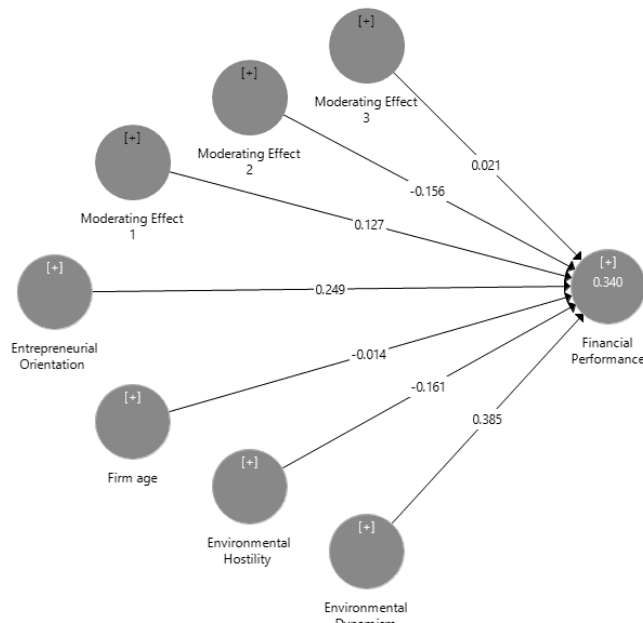 [+]
Moderating Effect
3
[+]
Moderating Effect
2
[+]
Moderating Effect
1
0.021
-0.156
0.127
[+]
Entrepreneurial
Orientation
0.249
[+]
0.340
Financial
Performance
-0.014
-0.161
0.385
[+]
Firm age
[+]
Environmental
Hostility
[+]
Environmental
Dynamism